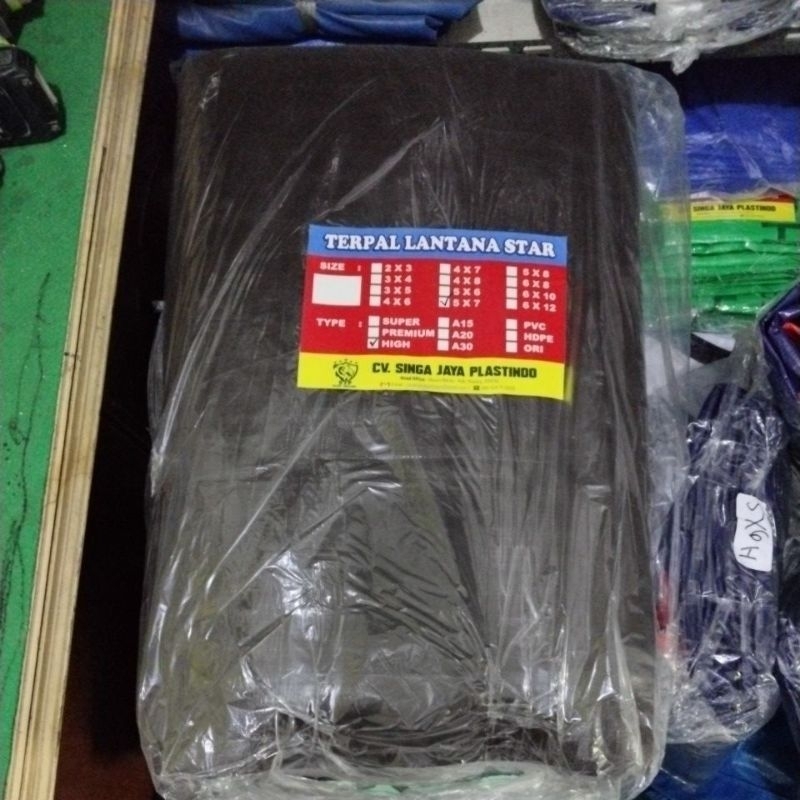 TERPAL LANTANA STAR
SIZE :
2 X 3
3 X 4
3 X 5
4 X 6
4 X 7
4 X 8
5 X 6
5 X 7
5 X 8
6 X 8
6 X 10
6 X 12
TYPE :
SUPER
PREMIUM
HIGH
A15
A20
A30
PVC
HDPE
ORI
CV. SINGA JAYA PLASTINDO
SINGA JAYA PLASTINDO
5X6H